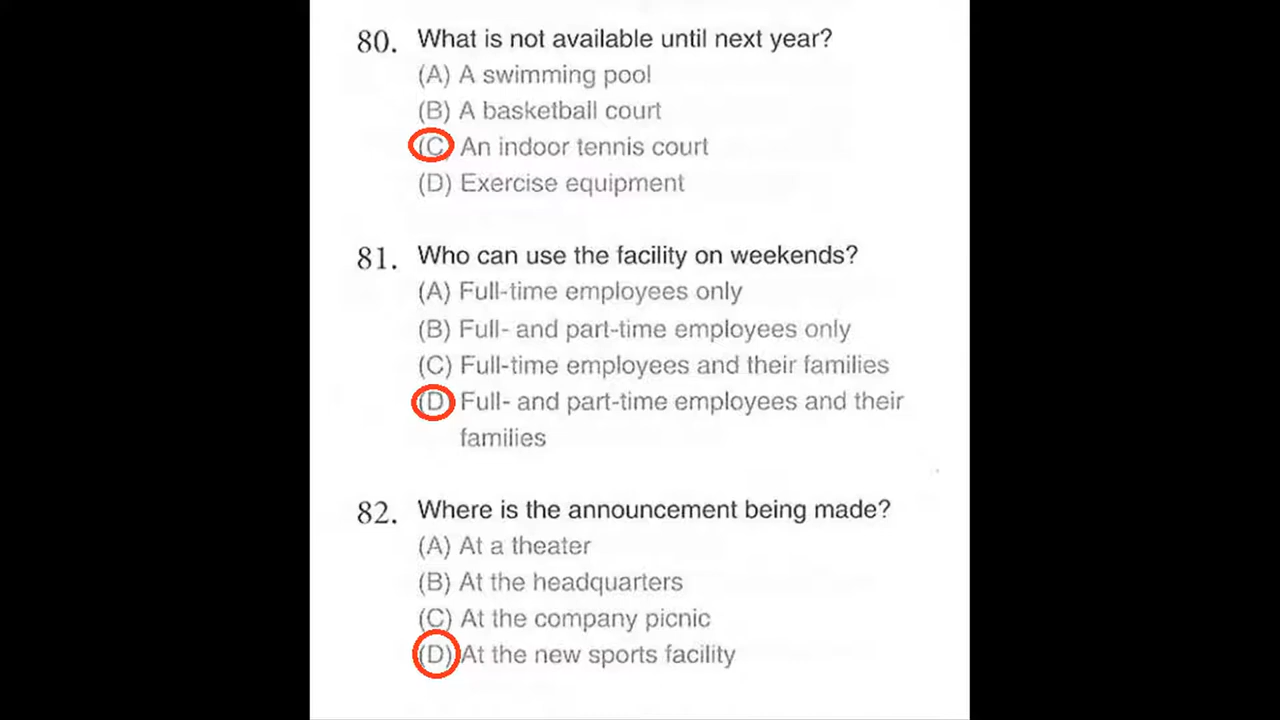 80. What is not available until next year?
(A) A swimming pool
(B) A basketball court
(C) An indoor tennis court
(D) Exercise equipment
81. Who can use the facility on weekends?
(A) Full-time employees only
(B) Full- and part-time employees only
(C) Full-time employees and their families
(D) Full- and part-time employees and their
families
82. Where is the announcement being made?
(A) At a theater
(B) At the headquarters
(C) At the company picnic
(D) At the new sports facility